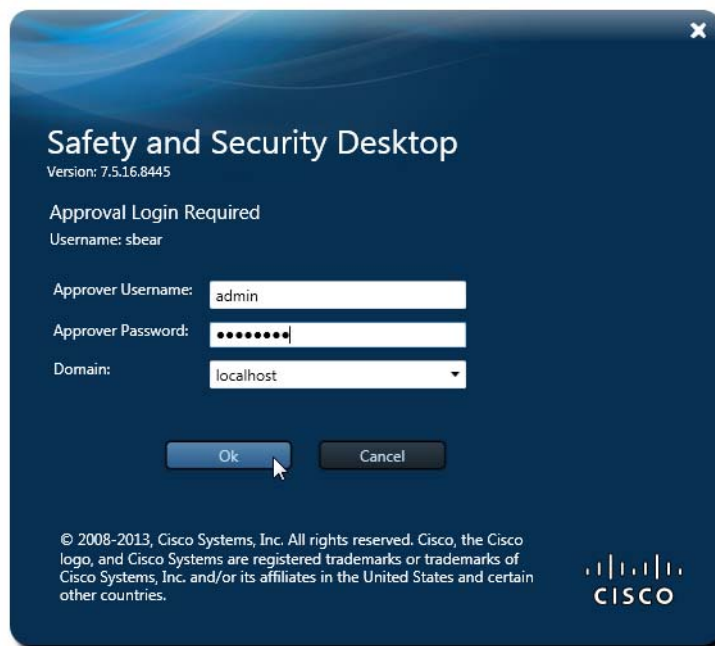 Safety and Security Desktop
Version: 7.5.16.8445
Approval Login Required
Username: sbear
Approver Username:
admin
Approver Password:
••••••••
Domain:
localhost
Ok
Cancel
© 2008-2013, Cisco Systems, Inc. All rights reserved. Cisco, the Cisco
logo, and Cisco Systems are registered trademarks or trademarks of
Cisco Systems, Inc. and/or its affiliates in the United States and certain
other countries.
CISCO